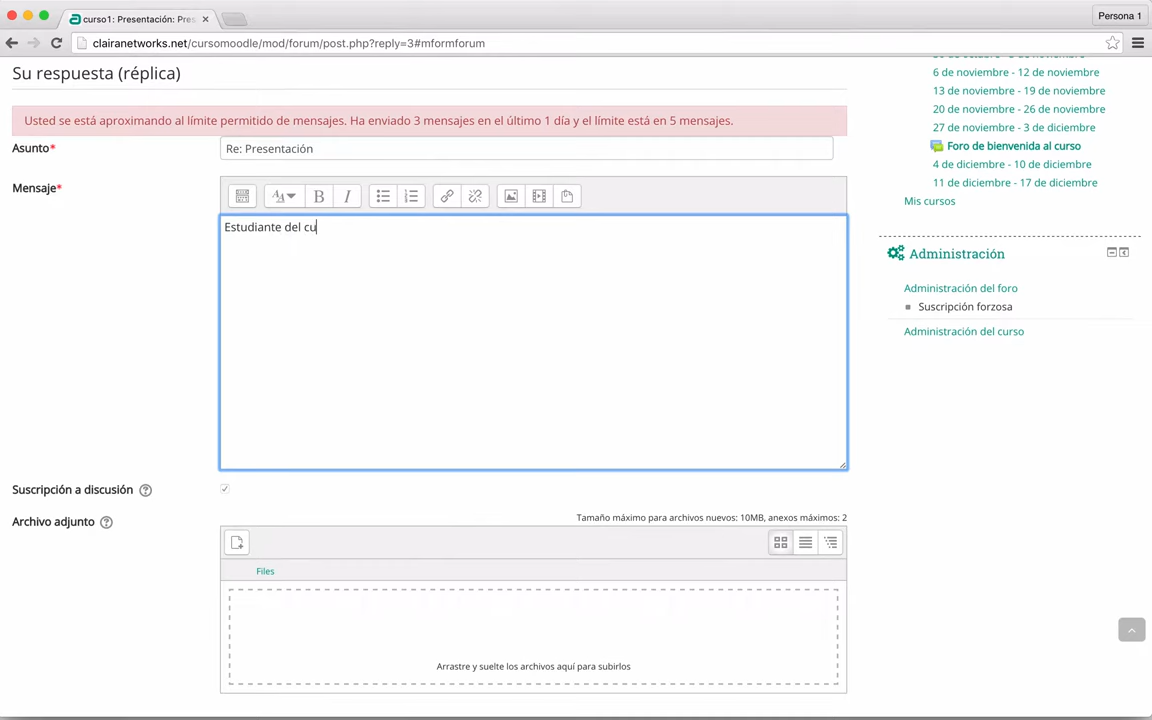 curso1: Presentación: Pres
Persona 1
clairanetworks.net/cursomoodle/mod/forum/post.php?reply=3#mformforum
Su respuesta (réplica)
Usted se está aproximando al límite permitido de mensajes. Ha enviado 3 mensajes en el último 1 día y el límite está en 5 mensajes.
Asunto*
Re: Presentación
Mensaje*
Estudiante del cu
Suscripción a discusión
Archivo adjunto
Tamaño máximo para archivos nuevos: 10MB, anexos máximos: 2
Files
Arrastre y suelte los archivos aquí para subirlos
6 de noviembre - 12 de noviembre
13 de noviembre - 19 de noviembre
20 de noviembre - 26 de noviembre
27 de noviembre - 3 de diciembre
Foro de bienvenida al curso
4 de diciembre - 10 de diciembre
11 de diciembre - 17 de diciembre
Mis cursos
Administración
Administración del foro
Suscripción forzosa
Administración del curso